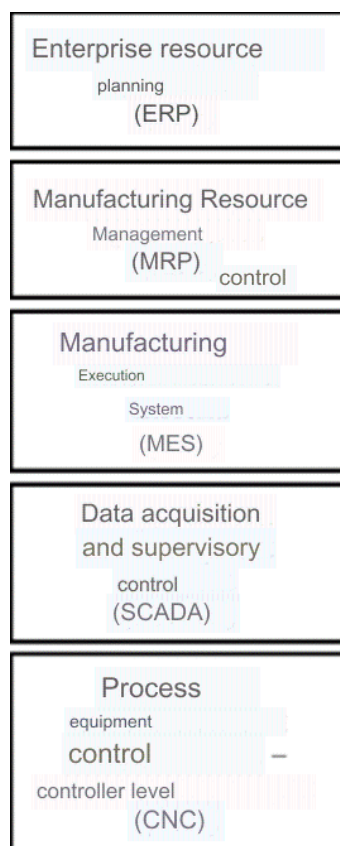 Enterprise resource
planning
(ERP)
Manufacturing Resource
Management
(MRP)
control
Manufacturing
Execution
System
(MES)
Data acquisition
and supervisory
control
(SCADA)
Process
equipment
control –
controller level
(CNC)